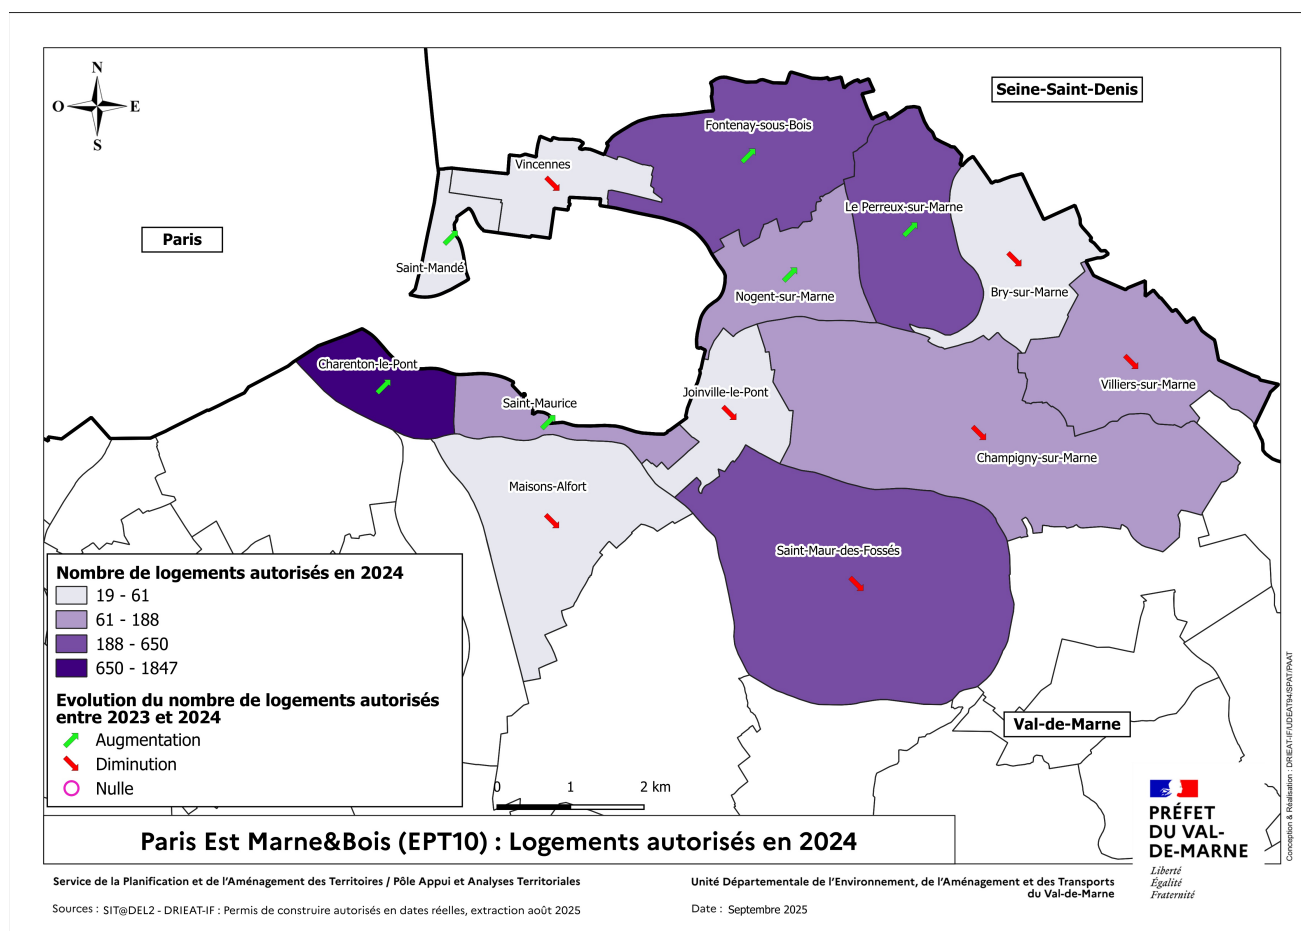 N
O
E
S
Seine-Saint-Denis
Paris
Fontenay-sous-Bois
Vincennes
Le Perreux-sur-Marne
Saint-Mandé
Nogent-sur-Marne
Bry-sur-Marne
Charenton-le-Pont
Villiers-sur-Marne
Joinville-le-Pont
Saint-Maurice
Champigny-sur-Marne
Maisons-Alfort
Saint-Maur-des-Fossés
Val-de-Marne
Nombre de logements autorisés en 2024
19 - 61
61 - 188
188 - 650
650 - 1847
Evolution du nombre de logements autorisés
entre 2023 et 2024
Augmentation
Diminution
Nulle
0 1 2 km
Paris Est Marne&Bois (EPT10) : Logements autorisés en 2024
PRÉFET
DU VAL-
DE-MARNE
Liberté
Égalité
Fraternité
Conception & Réalisation : DRIEAT-IF/UDEAT94/SPAT/PAAT
Service de la Planification et de l'Aménagement des Territoires / Pôle Appui et Analyses Territoriales
Sources : SIT@DEL2 - DRIEAT-IF : Permis de construire autorisés en dates réelles, extraction août 2025
Unité Départementale de l'Environnement, de l'Aménagement et des Transports
du Val-de-Marne
Date : Septembre 2025